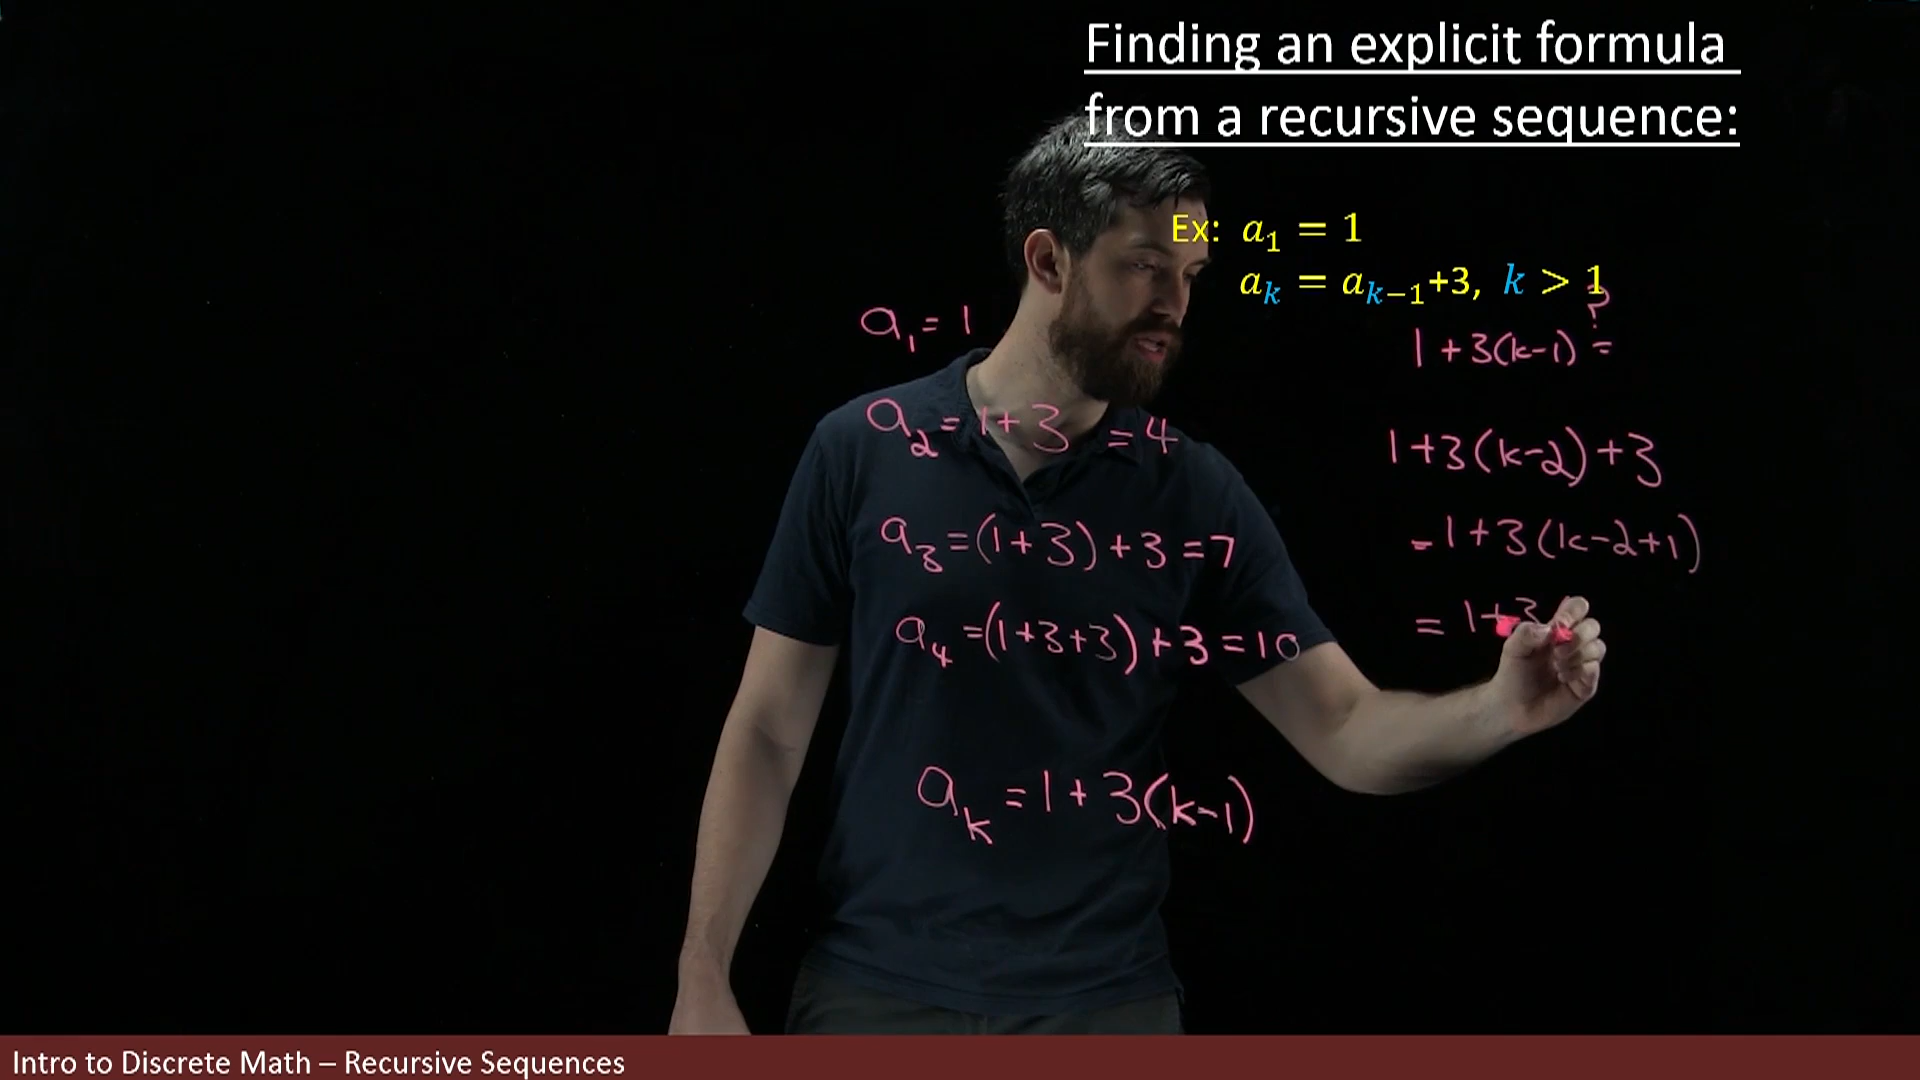 Finding an explicit formula
from a recursive sequence:
Ex: a₁ = 1
aₖ = aₖ₋₁+3, k > 1
a₁ = 1
a₂ = 1+3 = 4
a₃ = (1+3)+3 = 7
a₄ = (1+3+3)+3 = 10
aₖ = 1+3(k-1)
?
1+3(k-1) =
1+3(k-2)+3
= 1+3(k-2+1)
= 1+3
Intro to Discrete Math – Recursive Sequences